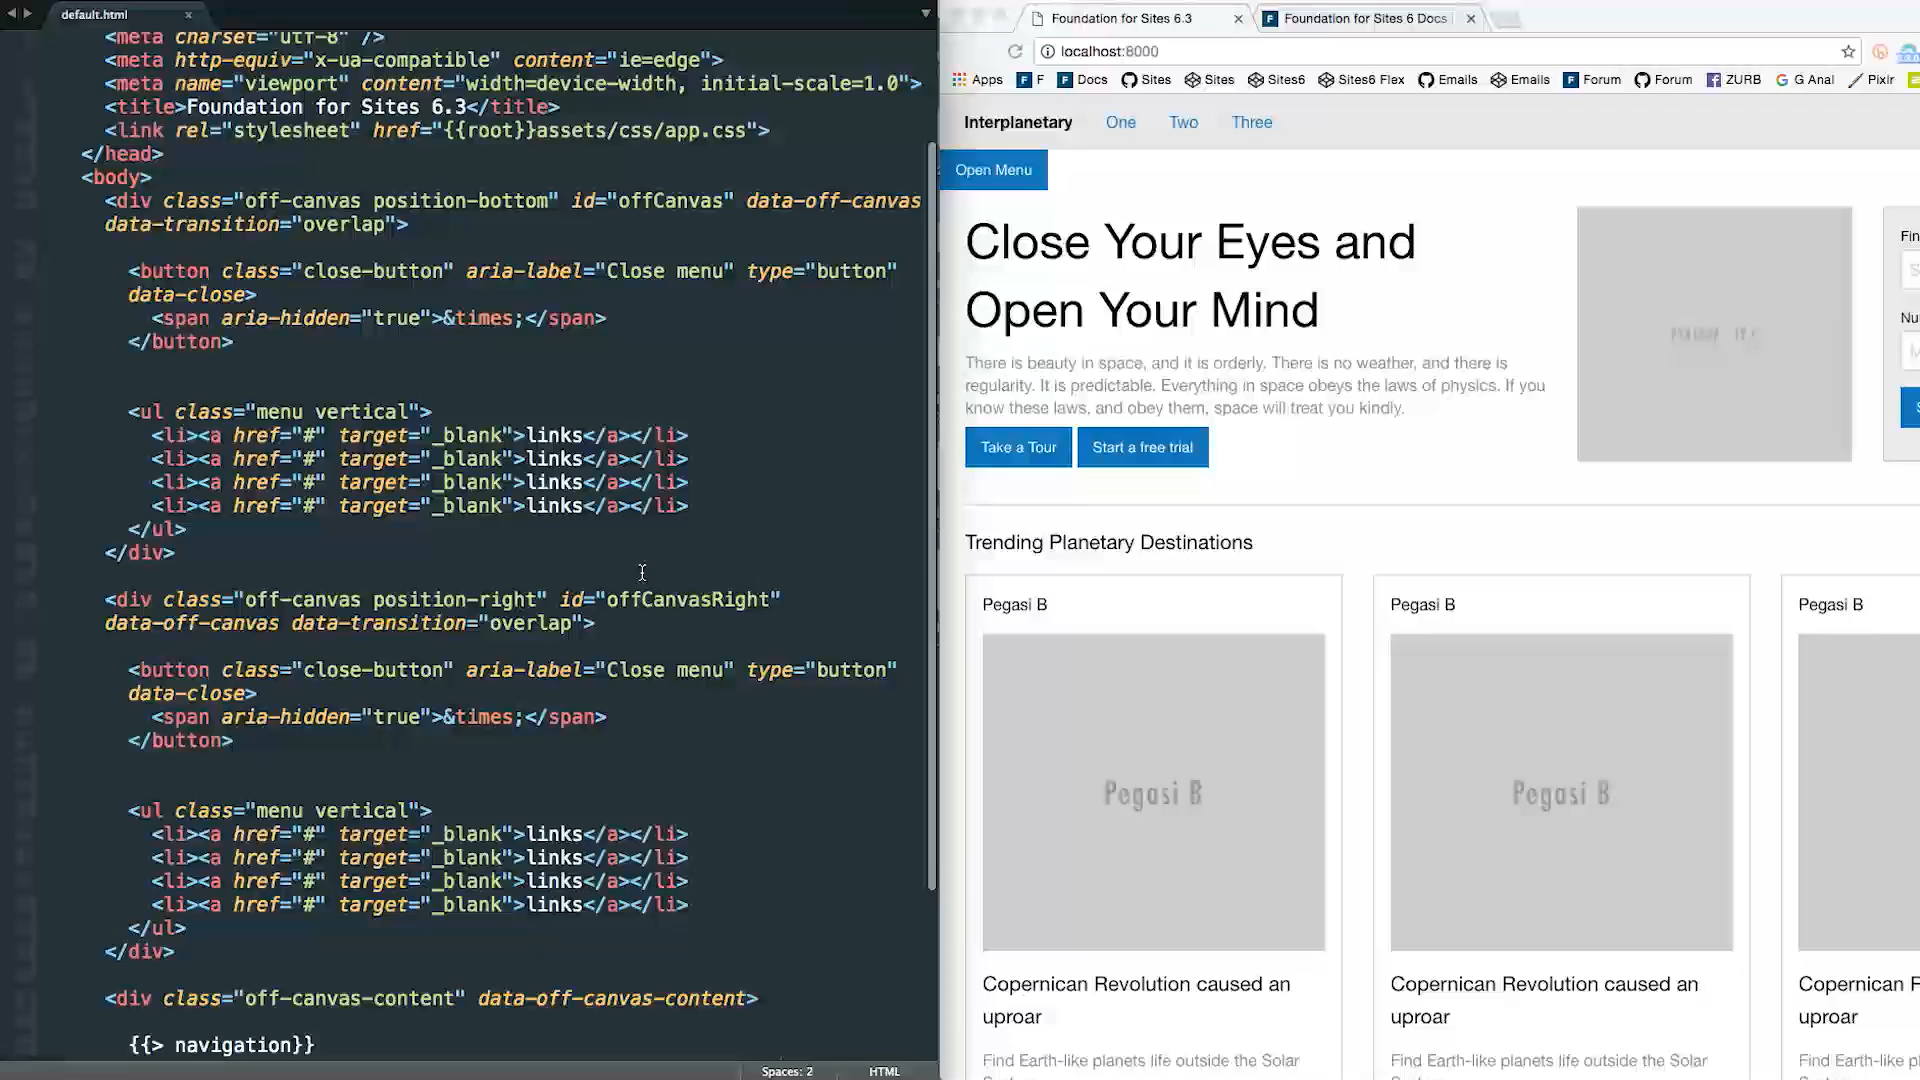 default.html
<meta charset="utf-8" />
<meta http-equiv="x-ua-compatible" content="ie=edge">
<meta name="viewport" content="width=device-width, initial-scale=1.0">
<title>Foundation for Sites 6.3</title>
<link rel="stylesheet" href="{{root}}assets/css/app.css">
</head>
<body>
<div class="off-canvas position-bottom" id="offCanvas" data-off-canvas
data-transition="overlap">
<button class="close-button" aria-label="Close menu" type="button"
data-close>
<span aria-hidden="true">&times;</span>
</button>
<ul class="menu vertical">
<li><a href="#" target="_blank">links</a></li>
<li><a href="#" target="_blank">links</a></li>
<li><a href="#" target="_blank">links</a></li>
<li><a href="#" target="_blank">links</a></li>
</ul>
</div>
<div class="off-canvas position-right" id="offCanvasRight"
data-off-canvas data-transition="overlap">
<button class="close-button" aria-label="Close menu" type="button"
data-close>
<span aria-hidden="true">&times;</span>
</button>
<ul class="menu vertical">
<li><a href="#" target="_blank">links</a></li>
<li><a href="#" target="_blank">links</a></li>
<li><a href="#" target="_blank">links</a></li>
<li><a href="#" target="_blank">links</a></li>
</ul>
</div>
<div class="off-canvas-content" data-off-canvas-content>
{{> navigation}}
Spaces: 2 HTML
Foundation for Sites 6.3 Foundation for Sites 6 Docs
localhost:8000
Apps F Docs Sites Sites Sites6 Sites6 Flex Emails Emails Forum Forum ZURB G Anal Pixlr
Interplanetary One Two Three
Open Menu
Close Your Eyes and
Open Your Mind
There is beauty in space, and it is orderly. There is no weather, and there is
regularity. It is predictable. Everything in space obeys the laws of physics. If you
know these laws, and obey them, space will treat you kindly.
Take a Tour Start a free trial
Fin
Nu
Trending Planetary Destinations
Pegasi B Pegasi B Pegasi B
Pegasi B Pegasi B
Copernican Revolution caused an Copernican Revolution caused an Copernican F
uproar uproar uproar
Find Earth-like planets life outside the Solar Find Earth-like planets life outside the Solar Find Earth-li